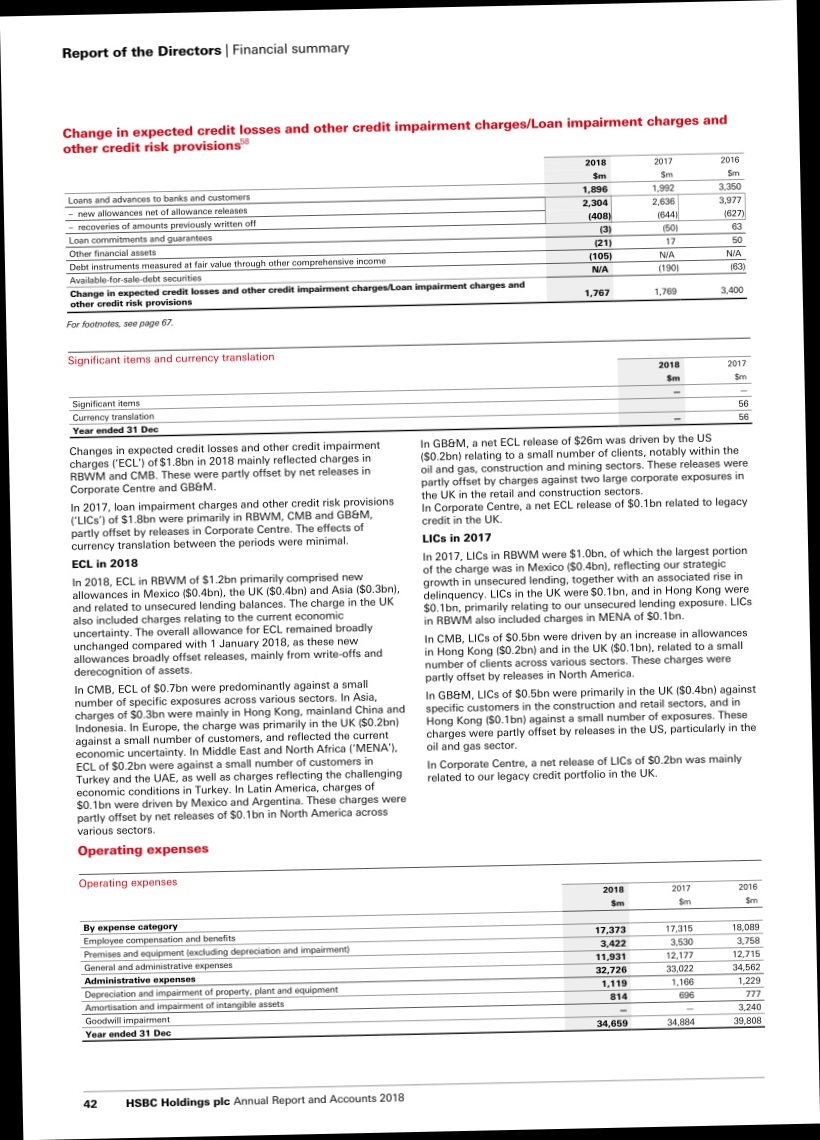 Report of the Directors | Financial summary
Change in expected credit losses and other credit impairment charges/Loan impairment charges and
other credit risk provisions58
2018 2017 2016
$m $m $m
Loans and advances to banks and customers 1,896 1,992 3,350
– new allowances net of allowance releases 2,304 2,636 3,977
– recoveries of amounts previously written off (408) (644) (627)
Loan commitments and guarantees (3) (50) 63
Other financial assets (21) 17 50
Debt instruments measured at fair value through other comprehensive income (105) N/A N/A
Available-for-sale-debt securities N/A (190) (63)
Change in expected credit losses and other credit impairment charges/Loan impairment charges and
other credit risk provisions 1,767 1,769 3,400
For footnotes, see page 67.
Significant items and currency translation
2018 2017
$m $m
Significant items – –
Currency translation 56
Year ended 31 Dec – 56
Changes in expected credit losses and other credit impairment
charges ('ECL') of $1.8bn in 2018 mainly reflected charges in
RBWM and CMB. These were partly offset by net releases in
Corporate Centre and GB&M.
In 2017, loan impairment charges and other credit risk provisions
('LICs') of $1.8bn were primarily in RBWM, CMB and GB&M,
partly offset by releases in Corporate Centre. The effects of
currency translation between the periods were minimal.
ECL in 2018
In 2018, ECL in RBWM of $1.2bn primarily comprised new
allowances in Mexico ($0.4bn), the UK ($0.4bn) and Asia ($0.3bn),
and related to unsecured lending balances. The charge in the UK
also included charges relating to the current economic
uncertainty. The overall allowance for ECL remained broadly
unchanged compared with 1 January 2018, as these new
allowances broadly offset releases, mainly from write-offs and
derecognition of assets.
In CMB, ECL of $0.7bn were predominantly against a small
number of specific exposures across various sectors. In Asia,
charges of $0.3bn were mainly in Hong Kong, mainland China and
Indonesia. In Europe, the charge was primarily in the UK ($0.2bn)
against a small number of customers, and reflected the current
economic uncertainty. In Middle East and North Africa ('MENA'),
ECL of $0.2bn were against a small number of customers in
Turkey and the UAE, as well as charges reflecting the challenging
economic conditions in Turkey. In Latin America, charges of
$0.1bn were driven by Mexico and Argentina. These charges were
partly offset by net releases of $0.1bn in North America across
various sectors.
In GB&M, a net ECL release of $26m was driven by the US
($0.2bn) relating to a small number of clients, notably within the
oil and gas, construction and mining sectors. These releases were
partly offset by charges against two large corporate exposures in
the UK in the retail and construction sectors.
In Corporate Centre, a net ECL release of $0.1bn related to legacy
credit in the UK.
LICs in 2017
In 2017, LICs in RBWM were $1.0bn, of which the largest portion
of the charge was in Mexico ($0.4bn), reflecting our strategic
growth in unsecured lending, together with an associated rise in
delinquency. LICs in the UK were $0.1bn, and in Hong Kong were
$0.1bn, primarily relating to our unsecured lending exposure. LICs
in RBWM also included charges in MENA of $0.1bn.
In CMB, LICs of $0.5bn were driven by an increase in allowances
in Hong Kong ($0.2bn) and in the UK ($0.1bn), related to a small
number of clients across various sectors. These charges were
partly offset by releases in North America.
In GB&M, LICs of $0.5bn were primarily in the UK ($0.4bn) against
specific customers in the construction and retail sectors, and in
Hong Kong ($0.1bn) against a small number of exposures. These
charges were partly offset by releases in the US, particularly in the
oil and gas sector.
In Corporate Centre, a net release of LICs of $0.2bn was mainly
related to our legacy credit portfolio in the UK.
Operating expenses
Operating expenses
2018 2017 2016
$m $m $m
By expense category
Employee compensation and benefits 17,373 17,315 18,089
Premises and equipment (excluding depreciation and impairment) 3,422 3,530 3,758
General and administrative expenses 11,931 12,177 12,715
Administrative expenses 32,726 33,022 34,562
Depreciation and impairment of property, plant and equipment 1,119 1,166 1,229
Amortisation and impairment of intangible assets 814 696 777
Goodwill impairment – – 3,240
Year ended 31 Dec 34,659 34,884 39,808
42 HSBC Holdings plc Annual Report and Accounts 2018